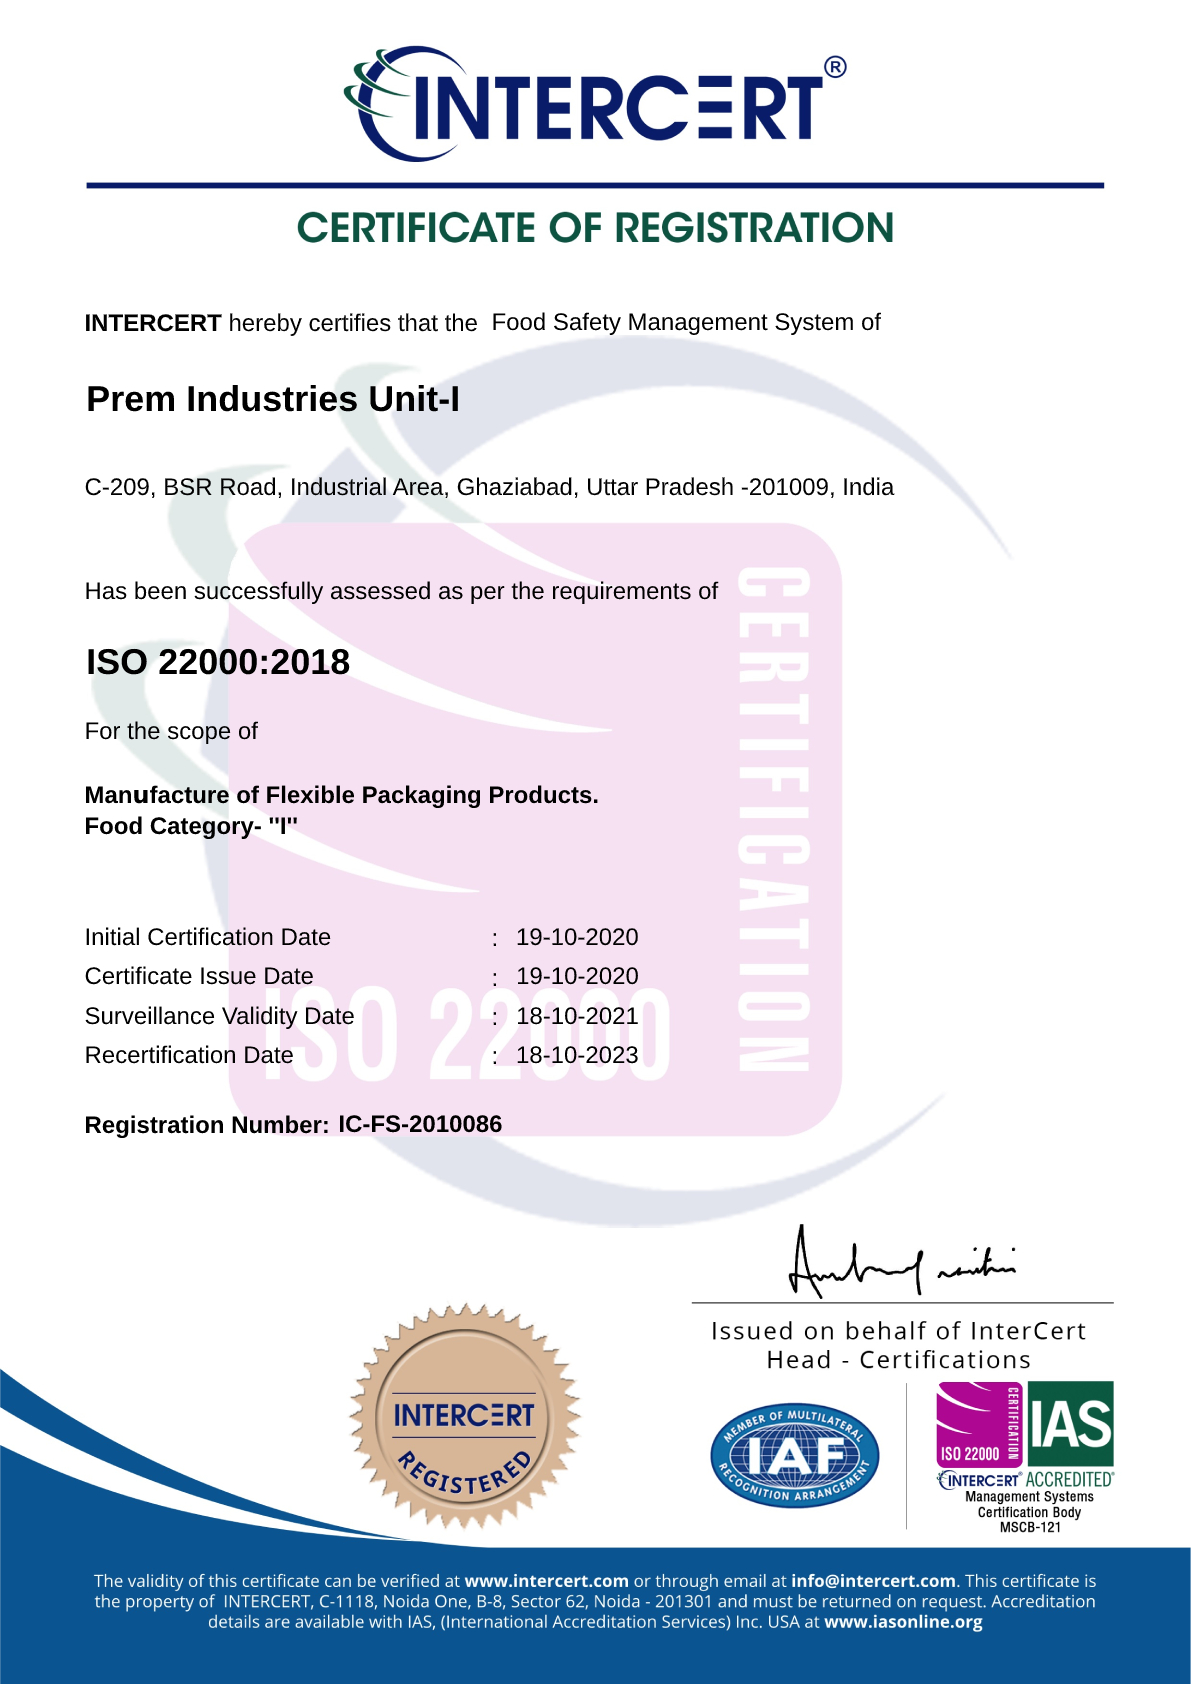 INTERCERT®
CERTIFICATE OF REGISTRATION
INTERCERT hereby certifies that the Food Safety Management System of
Prem Industries Unit-I
C-209, BSR Road, Industrial Area, Ghaziabad, Uttar Pradesh -201009, India
Has been successfully assessed as per the requirements of
ISO 22000:2018
For the scope of
Manufacture of Flexible Packaging Products.
Food Category- "I"
CERTIFICATION
ISO 22000
Initial Certification Date : 19-10-2020
Certificate Issue Date : 19-10-2020
Surveillance Validity Date : 18-10-2021
Recertification Date : 18-10-2023
Registration Number: IC-FS-2010086
Issued on behalf of InterCert
Head - Certifications
INTERCERT
REGISTERED
MEMBER OF MULTILATERAL
IAF
RECOGNITION ARRANGEMENT
CERTIFICATION
ISO 22000
IAS
INTERCERT® ACCREDITED®
Management Systems
Certification Body
MSCB-121
The validity of this certificate can be verified at www.intercert.com or through email at info@intercert.com. This certificate is
the property of INTERCERT, C-1118, Noida One, B-8, Sector 62, Noida - 201301 and must be returned on request. Accreditation
details are available with IAS, (International Accreditation Services) Inc. USA at www.iasonline.org